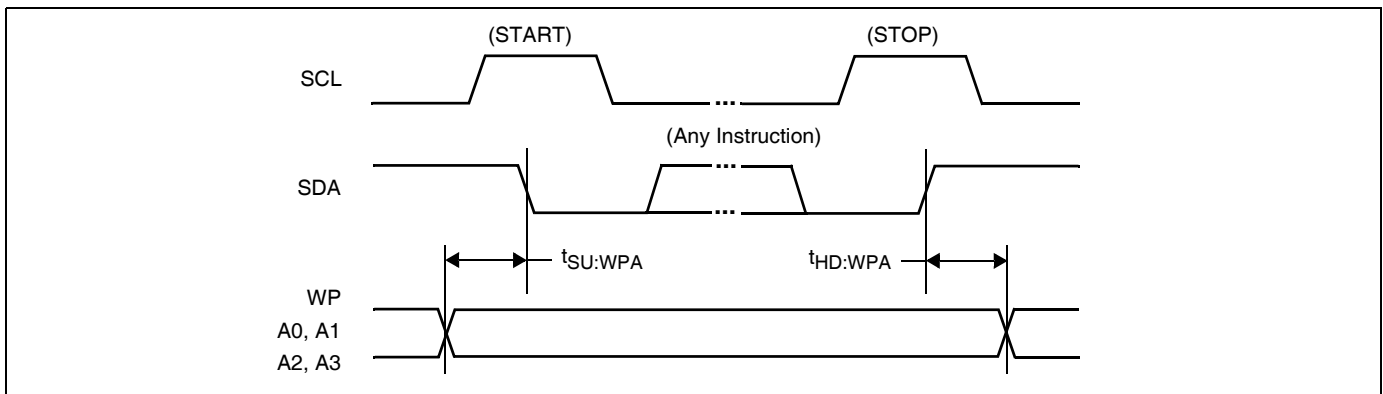 (START) (STOP)
SCL
...
(Any Instruction)
...
SDA
...
tSU:WPA tHD:WPA
WP
A0, A1
A2, A3